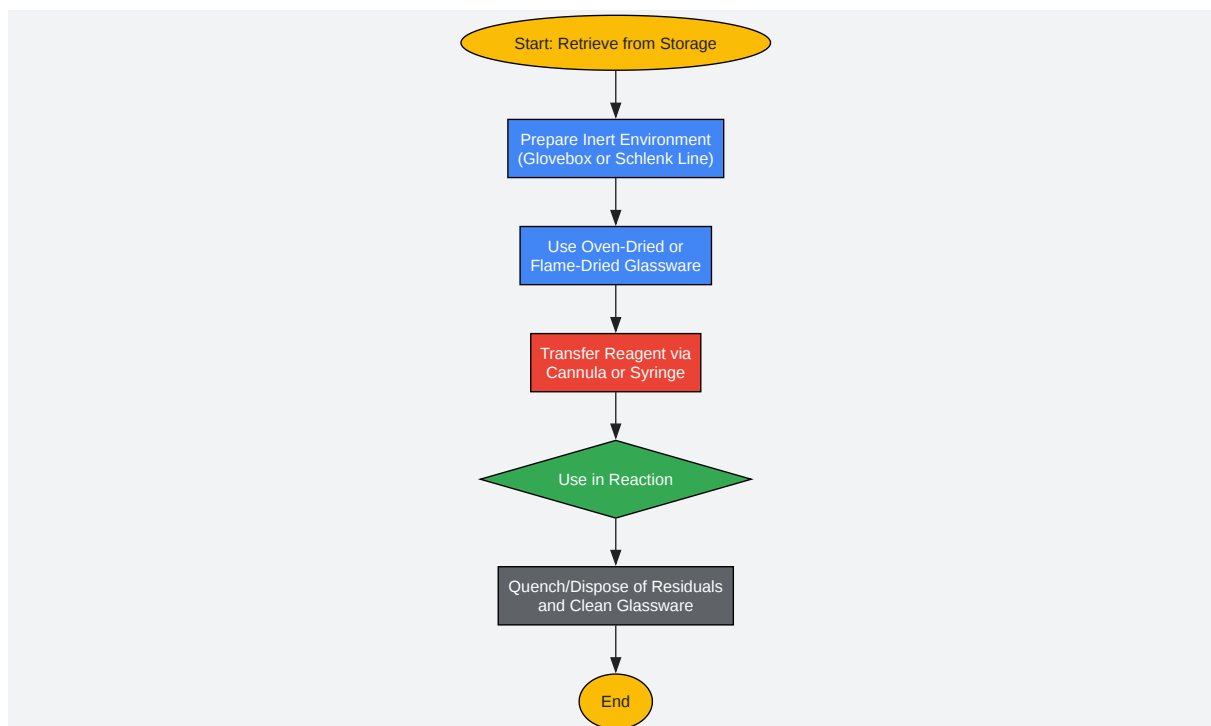 Start: Retrieve from Storage
Prepare Inert Environment
(Glovebox or Schlenk Line)
Use Oven-Dried or
Flame-Dried Glassware
Transfer Reagent via
Cannula or Syringe
Use in Reaction
Quench/Dispose of Residuals
and Clean Glassware
End